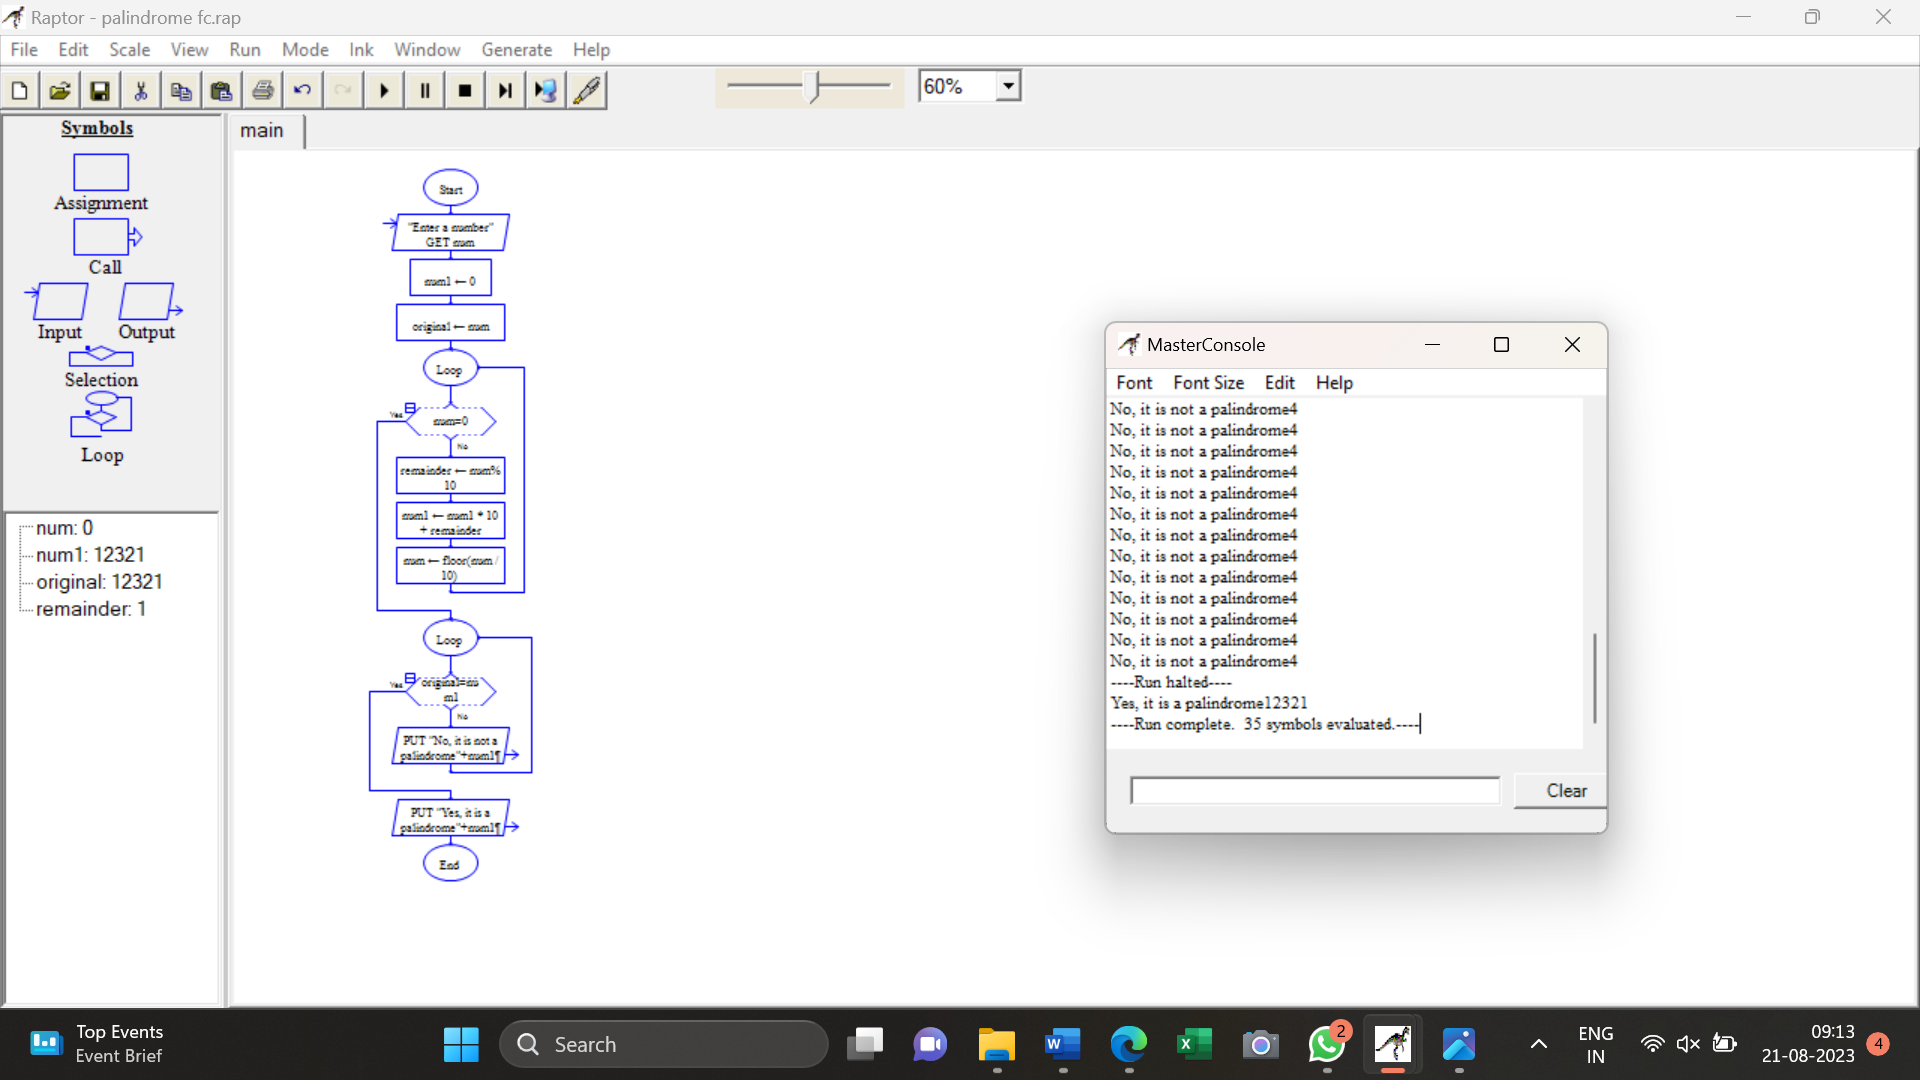 Raptor - palindrome fc.rap
File Edit Scale View Run Mode Ink Window Generate Help
60%
Symbols
Assignment
Call
Input Output
Selection
Loop
num: 0
num1: 12321
original: 12321
remainder: 1
main
Start
"Enter a number"
GET num
num1 ← 0
original ← num
Loop
Yes
num=0
No
remainder ← num%
10
num1 ← num1 * 10
+ remainder
num ← floor(num /
10)
Loop
Yes
original=nu
m1
No
PUT "No, it is not a
palindrome"+num1¶
PUT "Yes, it is a
palindrome"+num1¶
End
MasterConsole
Font Font Size Edit Help
No, it is not a palindrome4
No, it is not a palindrome4
No, it is not a palindrome4
No, it is not a palindrome4
No, it is not a palindrome4
No, it is not a palindrome4
No, it is not a palindrome4
No, it is not a palindrome4
No, it is not a palindrome4
No, it is not a palindrome4
No, it is not a palindrome4
No, it is not a palindrome4
No, it is not a palindrome4
----Run halted----
Yes, it is a palindrome12321
----Run complete.  35 symbols evaluated.----
Clear
Top Events
Event Brief
Search
W
X
2
ENG
IN
09:13
21-08-2023
4